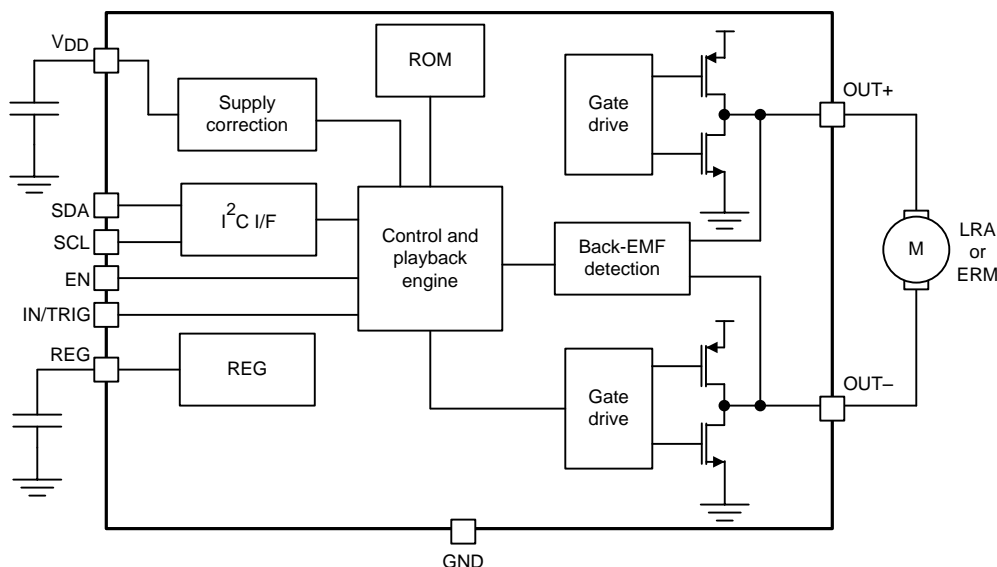 VDD
Supply
correction
ROM
Gate
drive
OUT+
SDA
SCL
I2C I/F
Control and
playback
engine
Back-EMF
detection
M
LRA
or
ERM
EN
IN/TRIG
REG
REG
Gate
drive
OUT–
GND